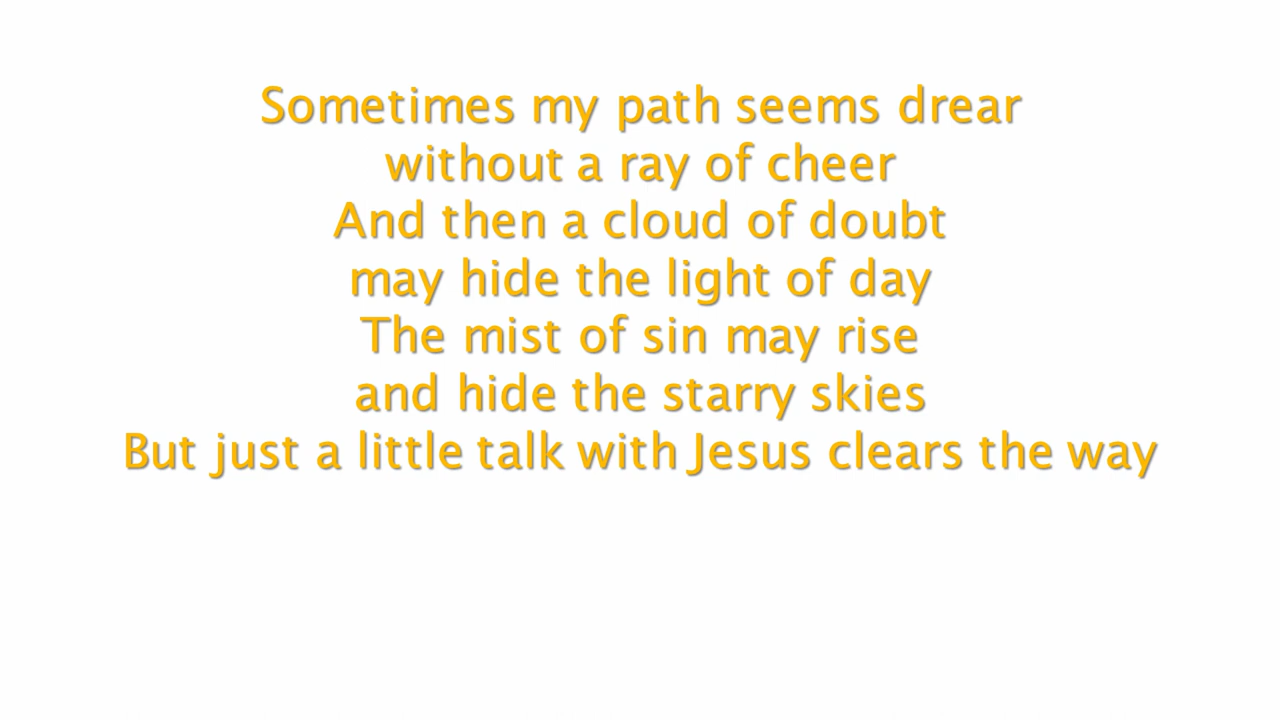 Sometimes my path seems drear
without a ray of cheer
And then a cloud of doubt
may hide the light of day
The mist of sin may rise
and hide the starry skies
But just a little talk with Jesus clears the way